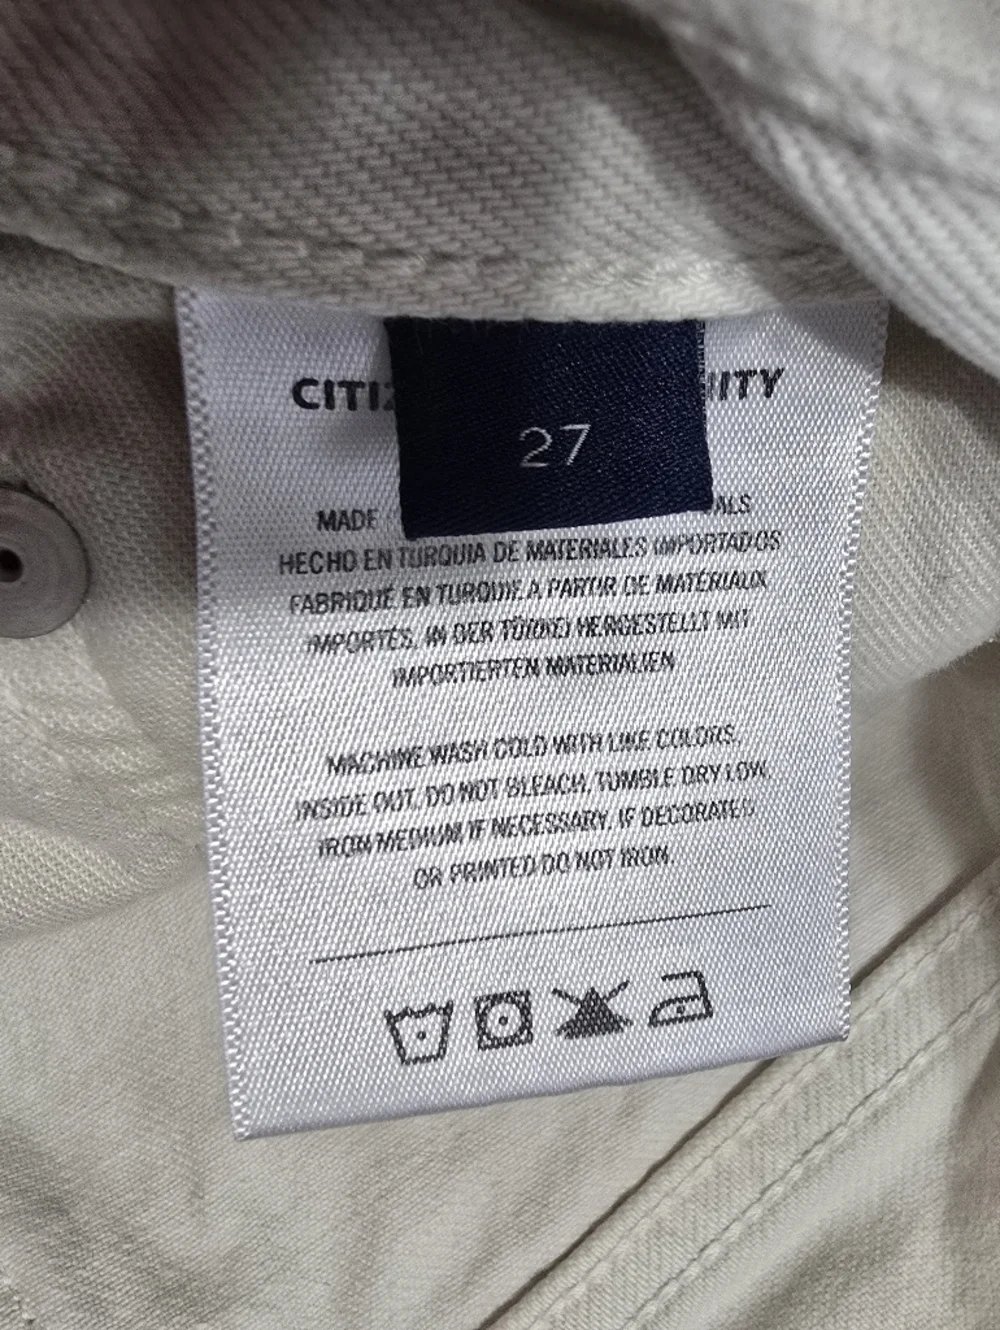 CITIZ NITY
27
MADE ALS
HECHO EN TURQUIA DE MATERIALES IMPORTADOS
FABRIQUÉ EN TURQUIE A PARTIR DE MATÉRIAUX
IMPORTÉS, IN DER TÜRKEI HERGESTELLT MIT
IMPORTIERTEN MATERIALIEN
MACHINE WASH COLD WITH LIKE COLORS,
INSIDE OUT. DO NOT BLEACH, TUMBLE DRY LOW,
IRON MEDIUM IF NECESSARY. IF DECORATED
OR PRINTED DO NOT IRON.